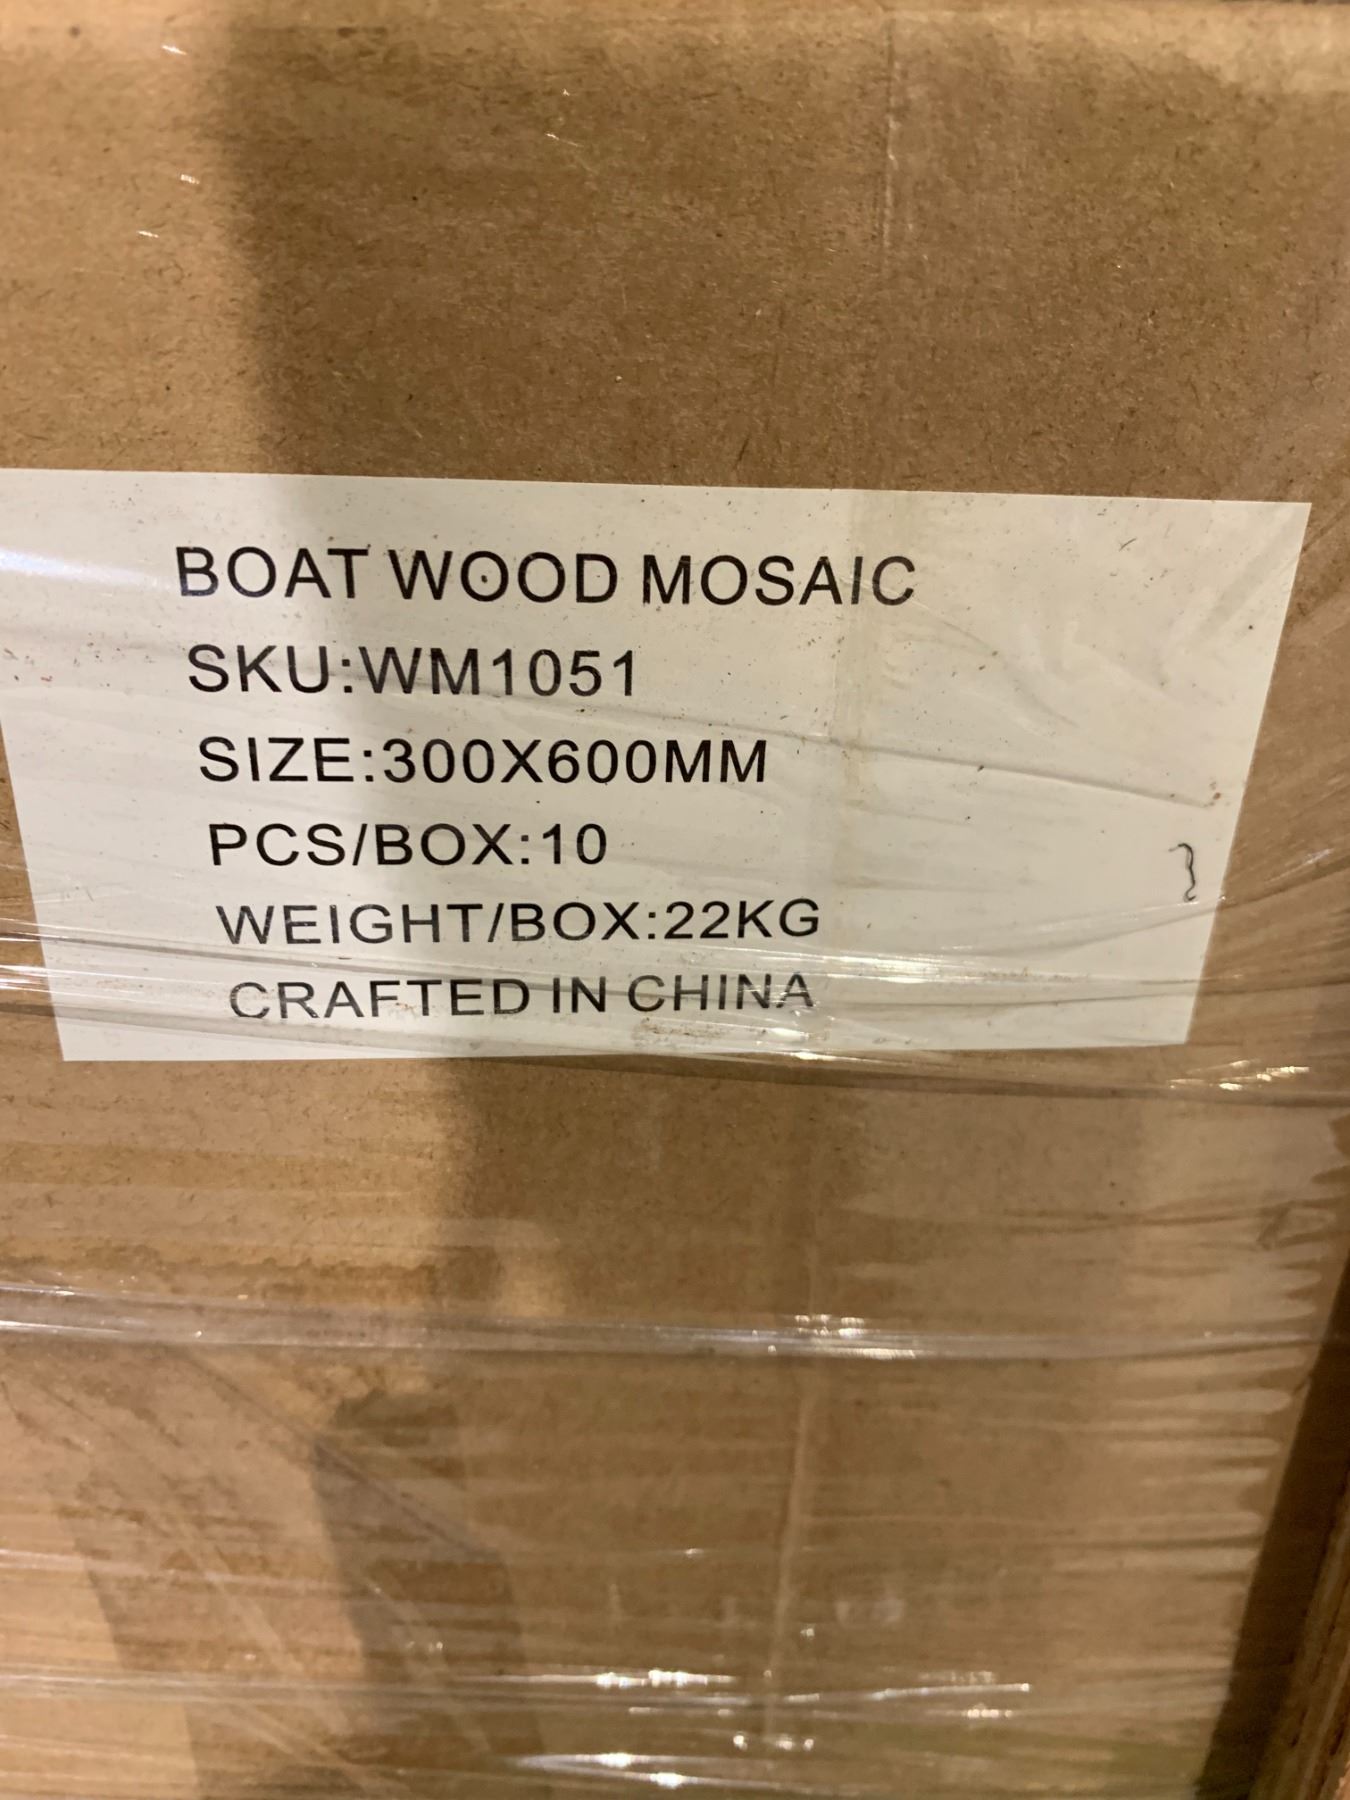 BOAT WOOD MOSAIC
SKU:WM1051
SIZE:300X600MM
PCS/BOX:10
WEIGHT/BOX:22KG
CRAFTED IN CHINA